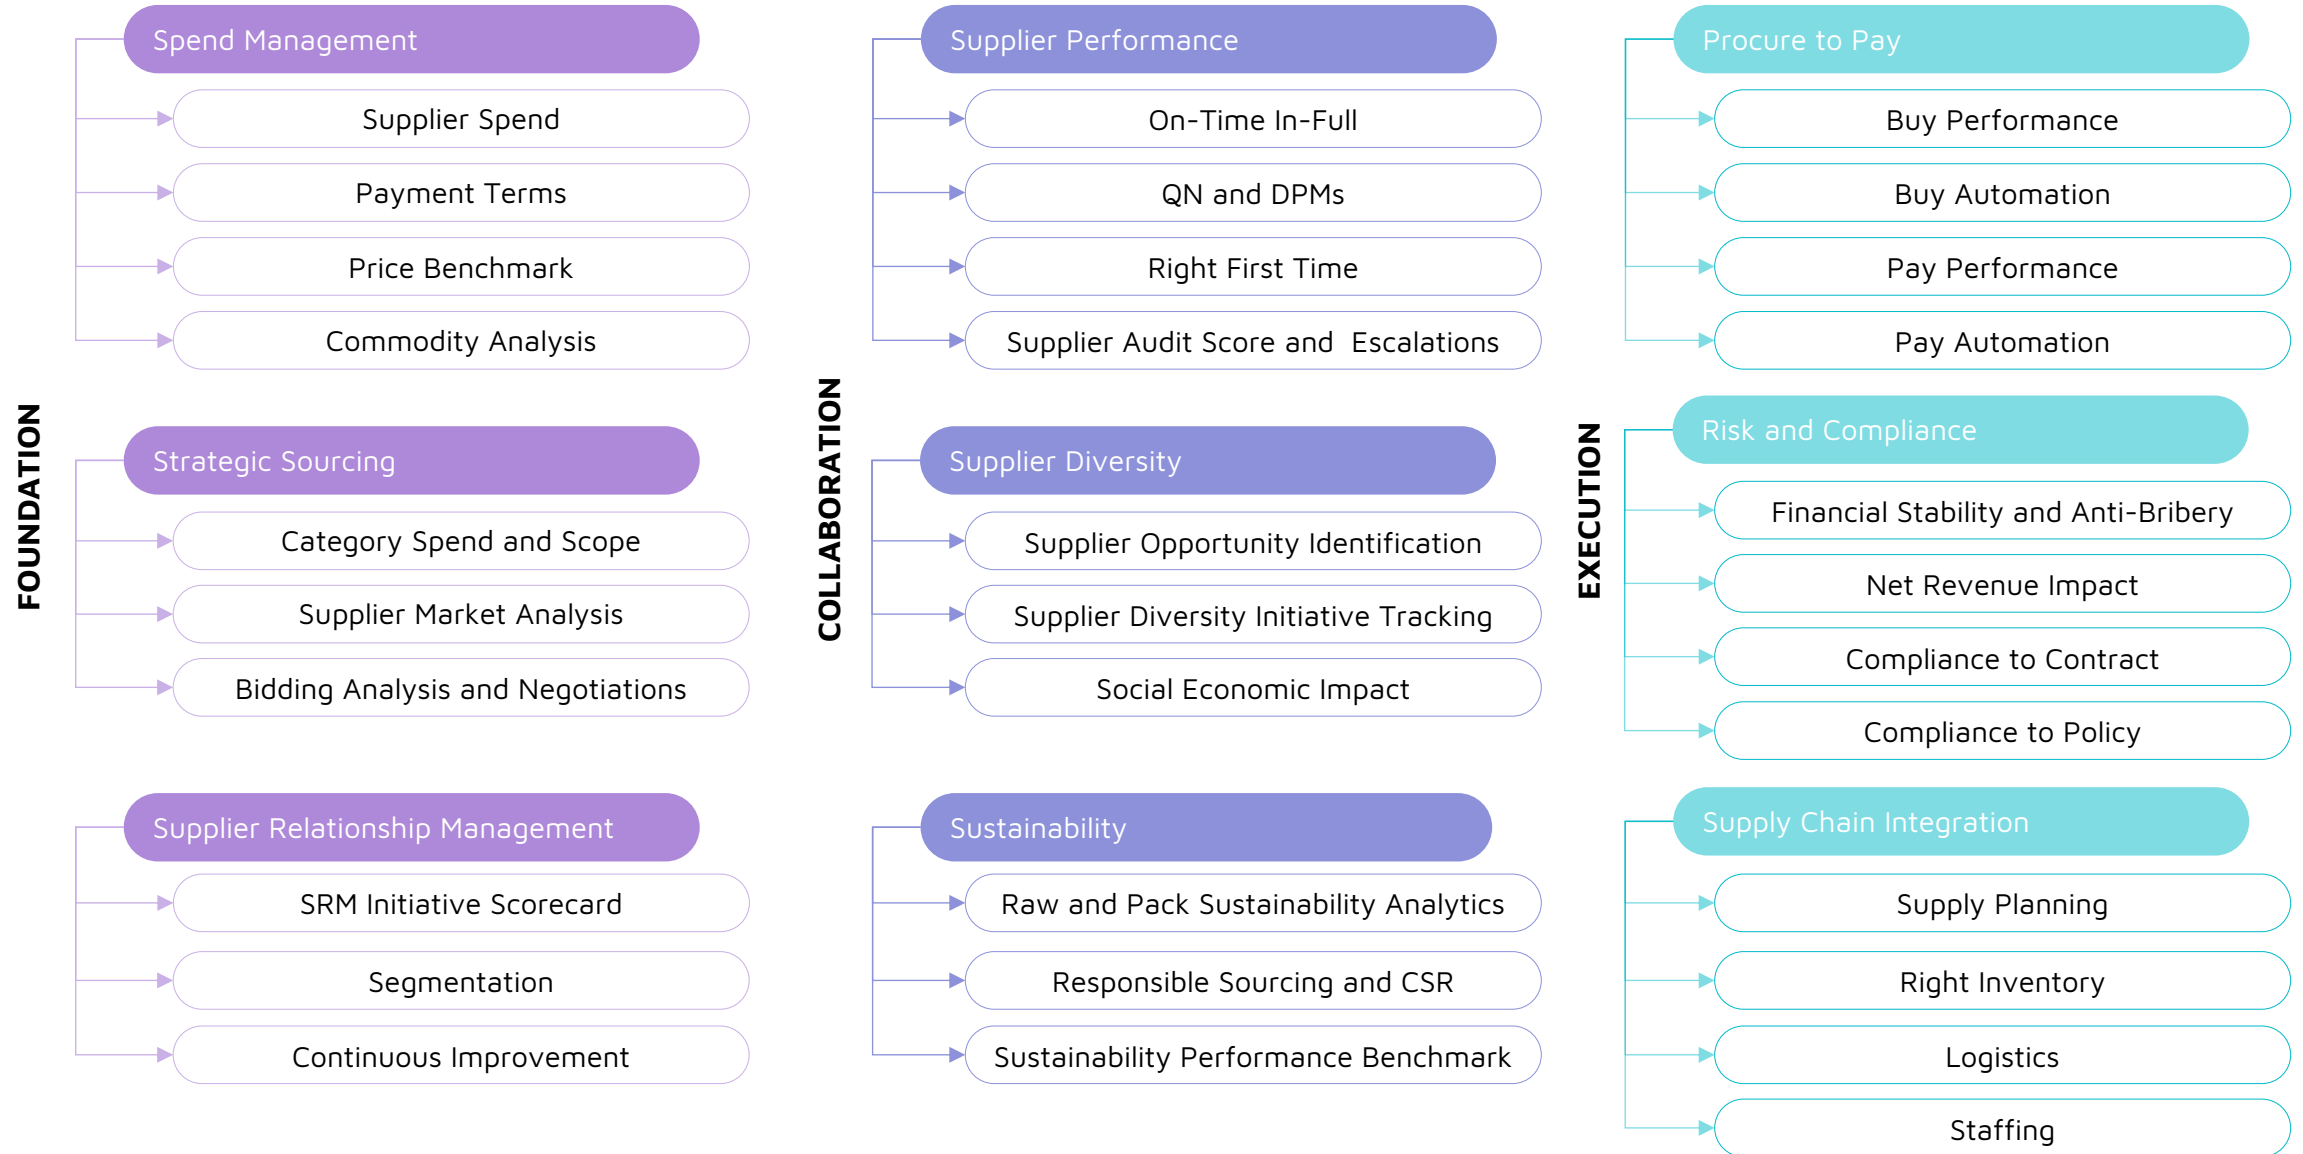 FOUNDATION
Spend Management
Supplier Spend
Payment Terms
Price Benchmark
Commodity Analysis
Strategic Sourcing
Category Spend and Scope
Supplier Market Analysis
Bidding Analysis and Negotiations
Supplier Relationship Management
SRM Initiative Scorecard
Segmentation
Continuous Improvement
COLLABORATION
Supplier Performance
On-Time In-Full
QN and DPMs
Right First Time
Supplier Audit Score and Escalations
Supplier Diversity
Supplier Opportunity Identification
Supplier Diversity Initiative Tracking
Social Economic Impact
Sustainability
Raw and Pack Sustainability Analytics
Responsible Sourcing and CSR
Sustainability Performance Benchmark
EXECUTION
Procure to Pay
Buy Performance
Buy Automation
Pay Performance
Pay Automation
Risk and Compliance
Financial Stability and Anti-Bribery
Net Revenue Impact
Compliance to Contract
Compliance to Policy
Supply Chain Integration
Supply Planning
Right Inventory
Logistics
Staffing